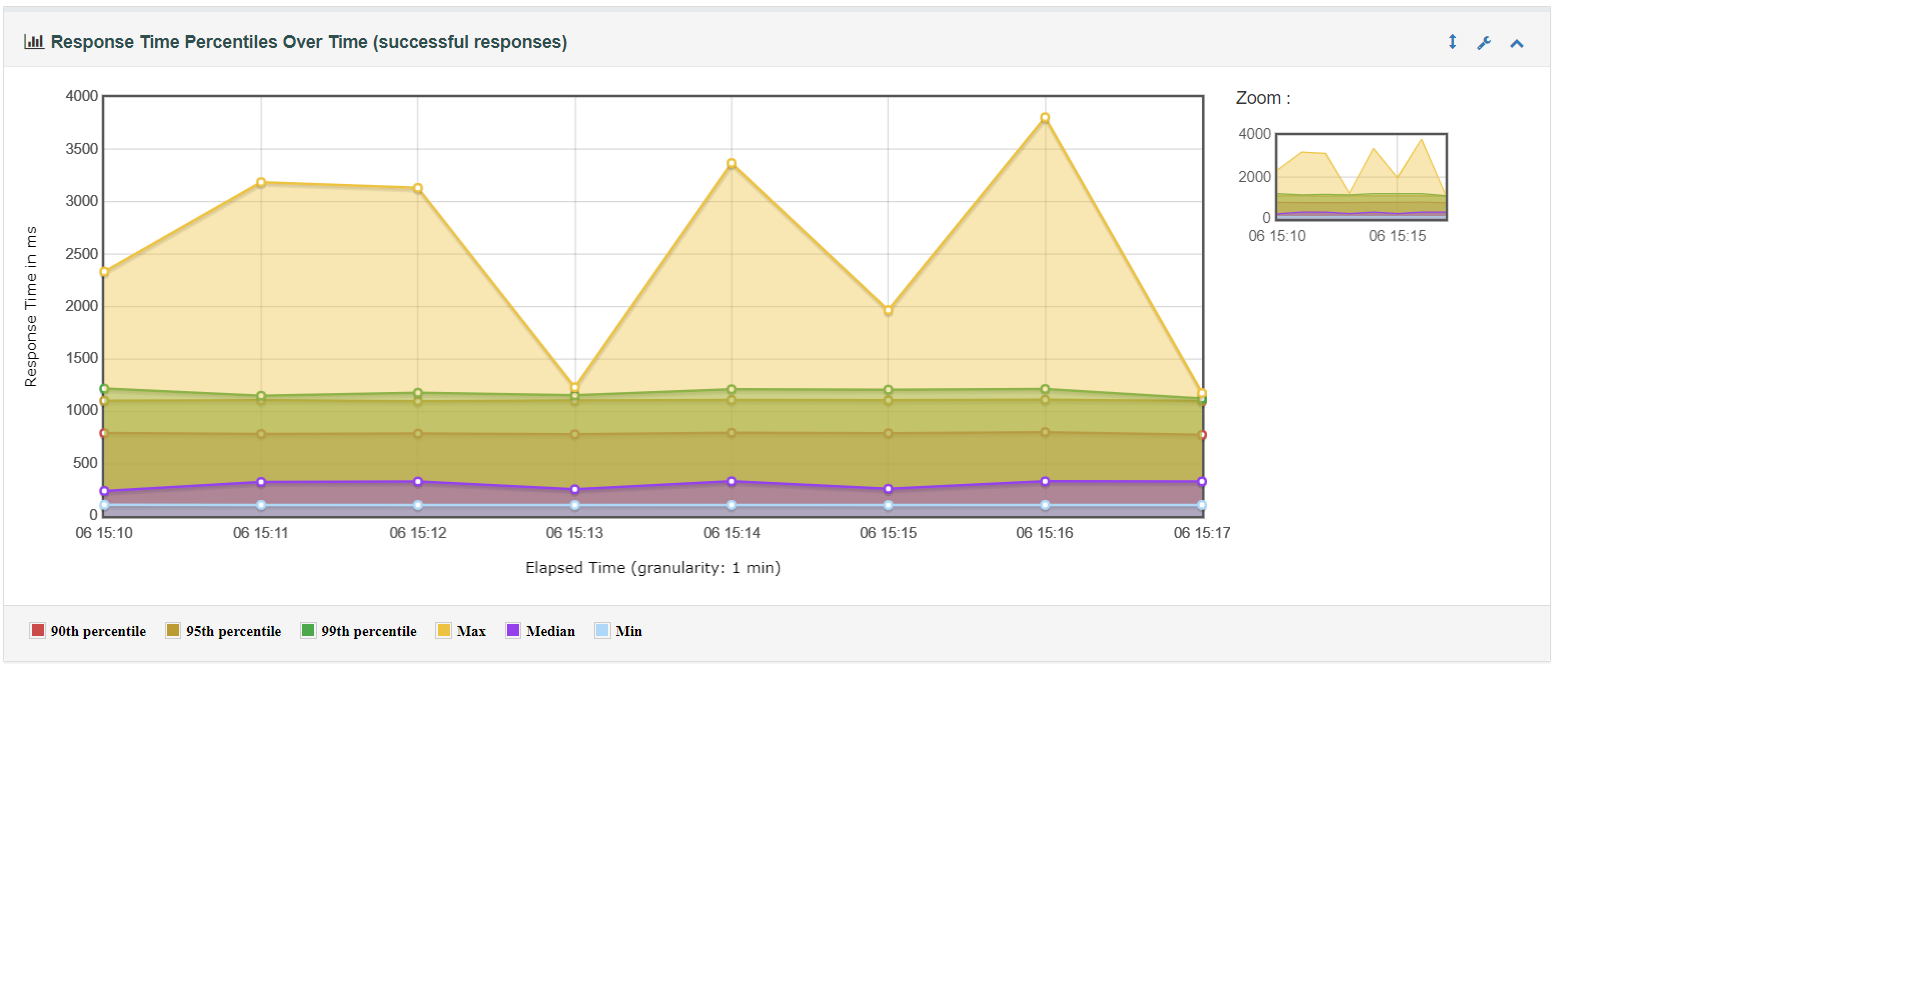 Response Time Percentiles Over Time (successful responses)
Zoom :
4000
3500
3000
2500
2000
1500
1000
500
0
Response Time in ms
06 15:10 06 15:11 06 15:12 06 15:13 06 15:14 06 15:15 06 15:16 06 15:17
Elapsed Time (granularity: 1 min)
4000
2000
0
06 15:10 06 15:15
90th percentile 95th percentile 99th percentile Max Median Min